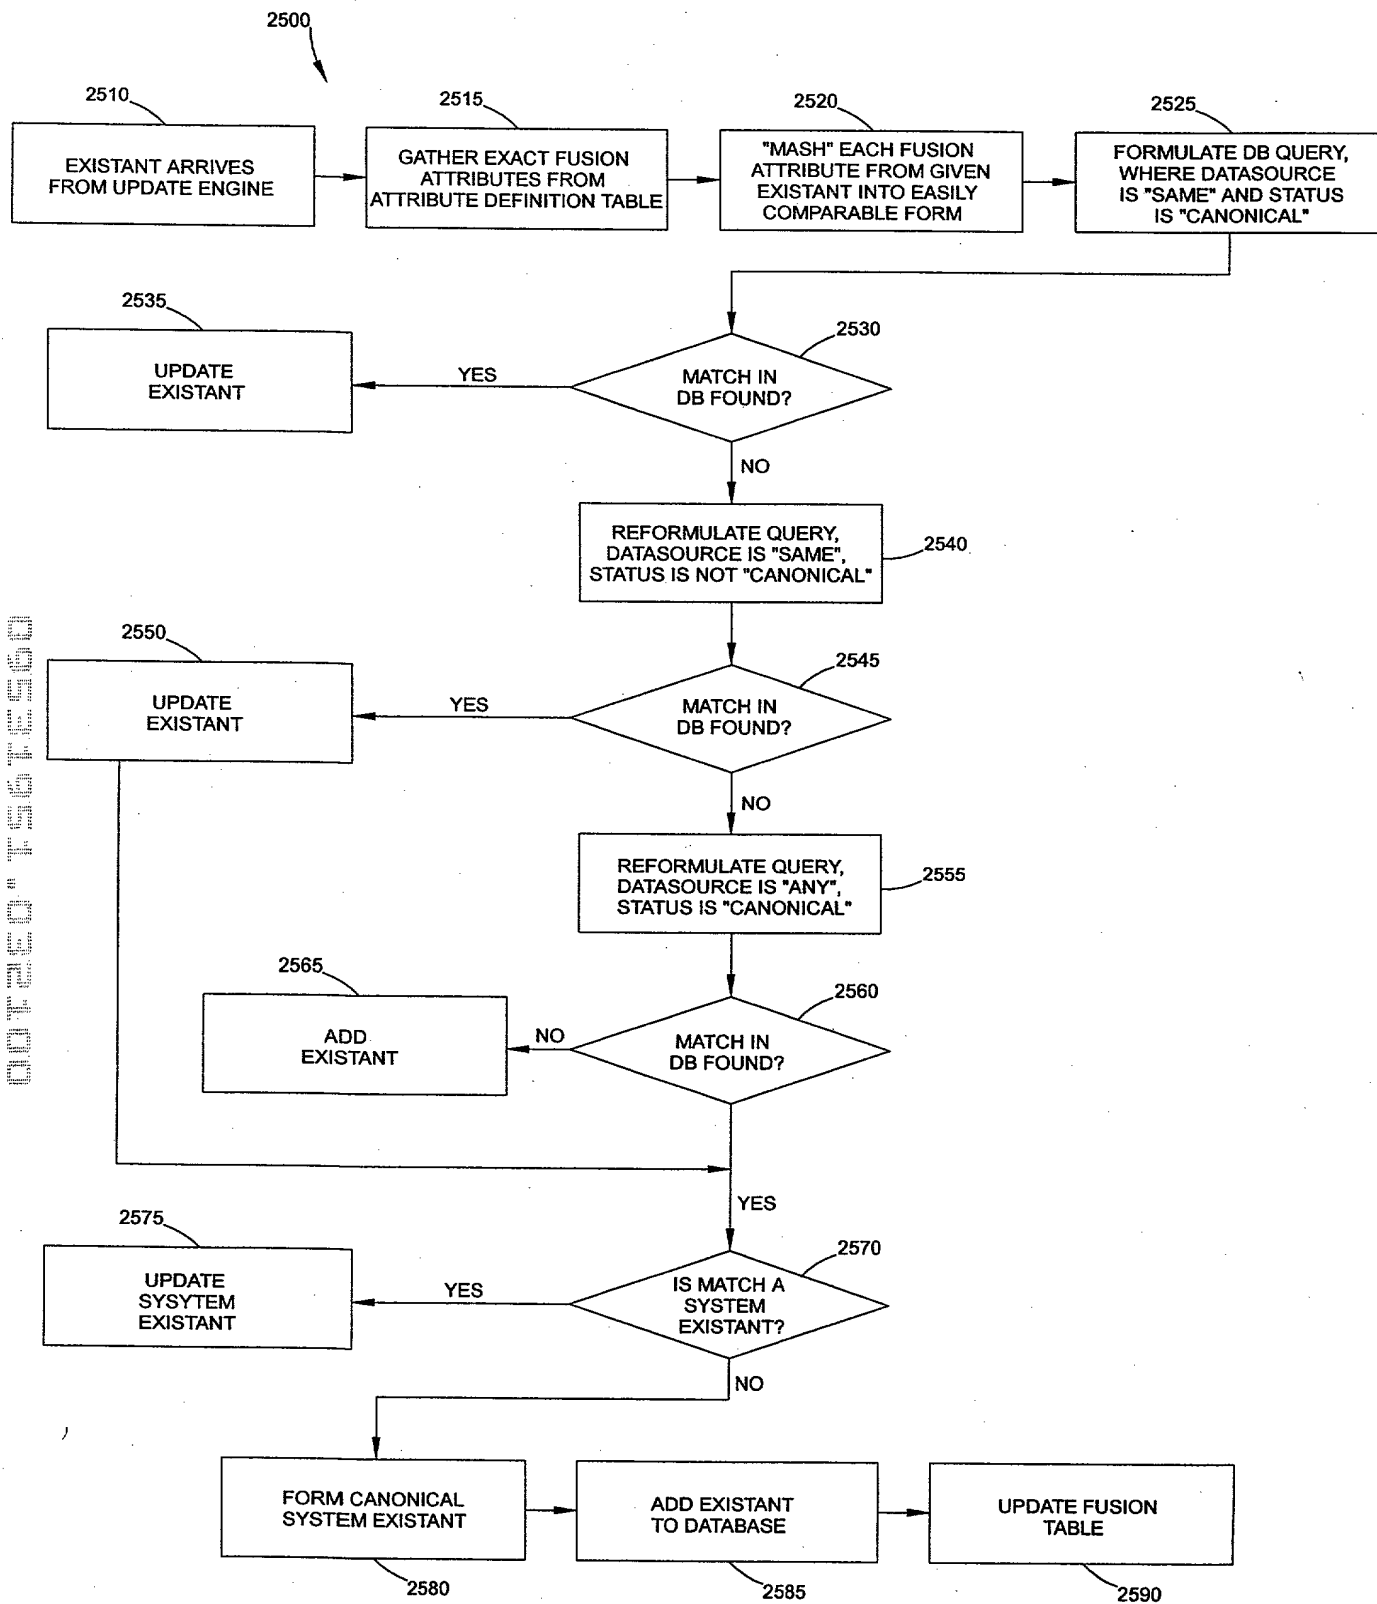 2500
2510
EXISTANT ARRIVES
FROM UPDATE ENGINE
2515
GATHER EXACT FUSION
ATTRIBUTES FROM
ATTRIBUTE DEFINITION TABLE
2520
"MASH" EACH FUSION
ATTRIBUTE FROM GIVEN
EXISTANT INTO EASILY
COMPARABLE FORM
2525
FORMULATE DB QUERY,
WHERE DATASOURCE
IS "SAME" AND STATUS
IS "CANONICAL"
2530
MATCH IN
DB FOUND?
YES
2535
UPDATE
EXISTANT
NO
REFORMULATE QUERY,
DATASOURCE IS "SAME",
STATUS IS NOT "CANONICAL"
2540
2545
MATCH IN
DB FOUND?
YES
2550
UPDATE
EXISTANT
NO
REFORMULATE QUERY,
DATASOURCE IS "ANY",
STATUS IS "CANONICAL"
2555
2560
MATCH IN
DB FOUND?
NO
2565
ADD
EXISTANT
YES
2570
IS MATCH A
SYSTEM
EXISTANT?
YES
2575
UPDATE
SYSYTEM
EXISTANT
NO
FORM CANONICAL
SYSTEM EXISTANT
2580
ADD EXISTANT
TO DATABASE
2585
UPDATE FUSION
TABLE
2590